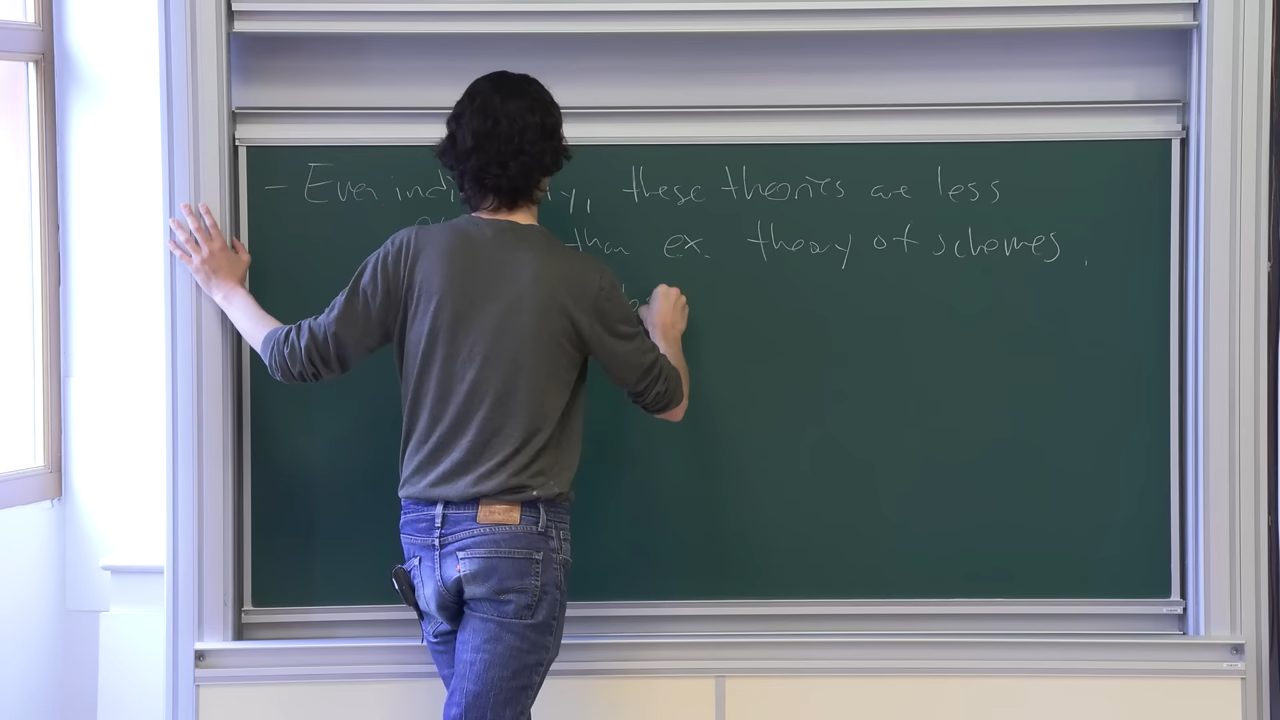 - Even indi y, these theories are less
than ex. theory of schemes,